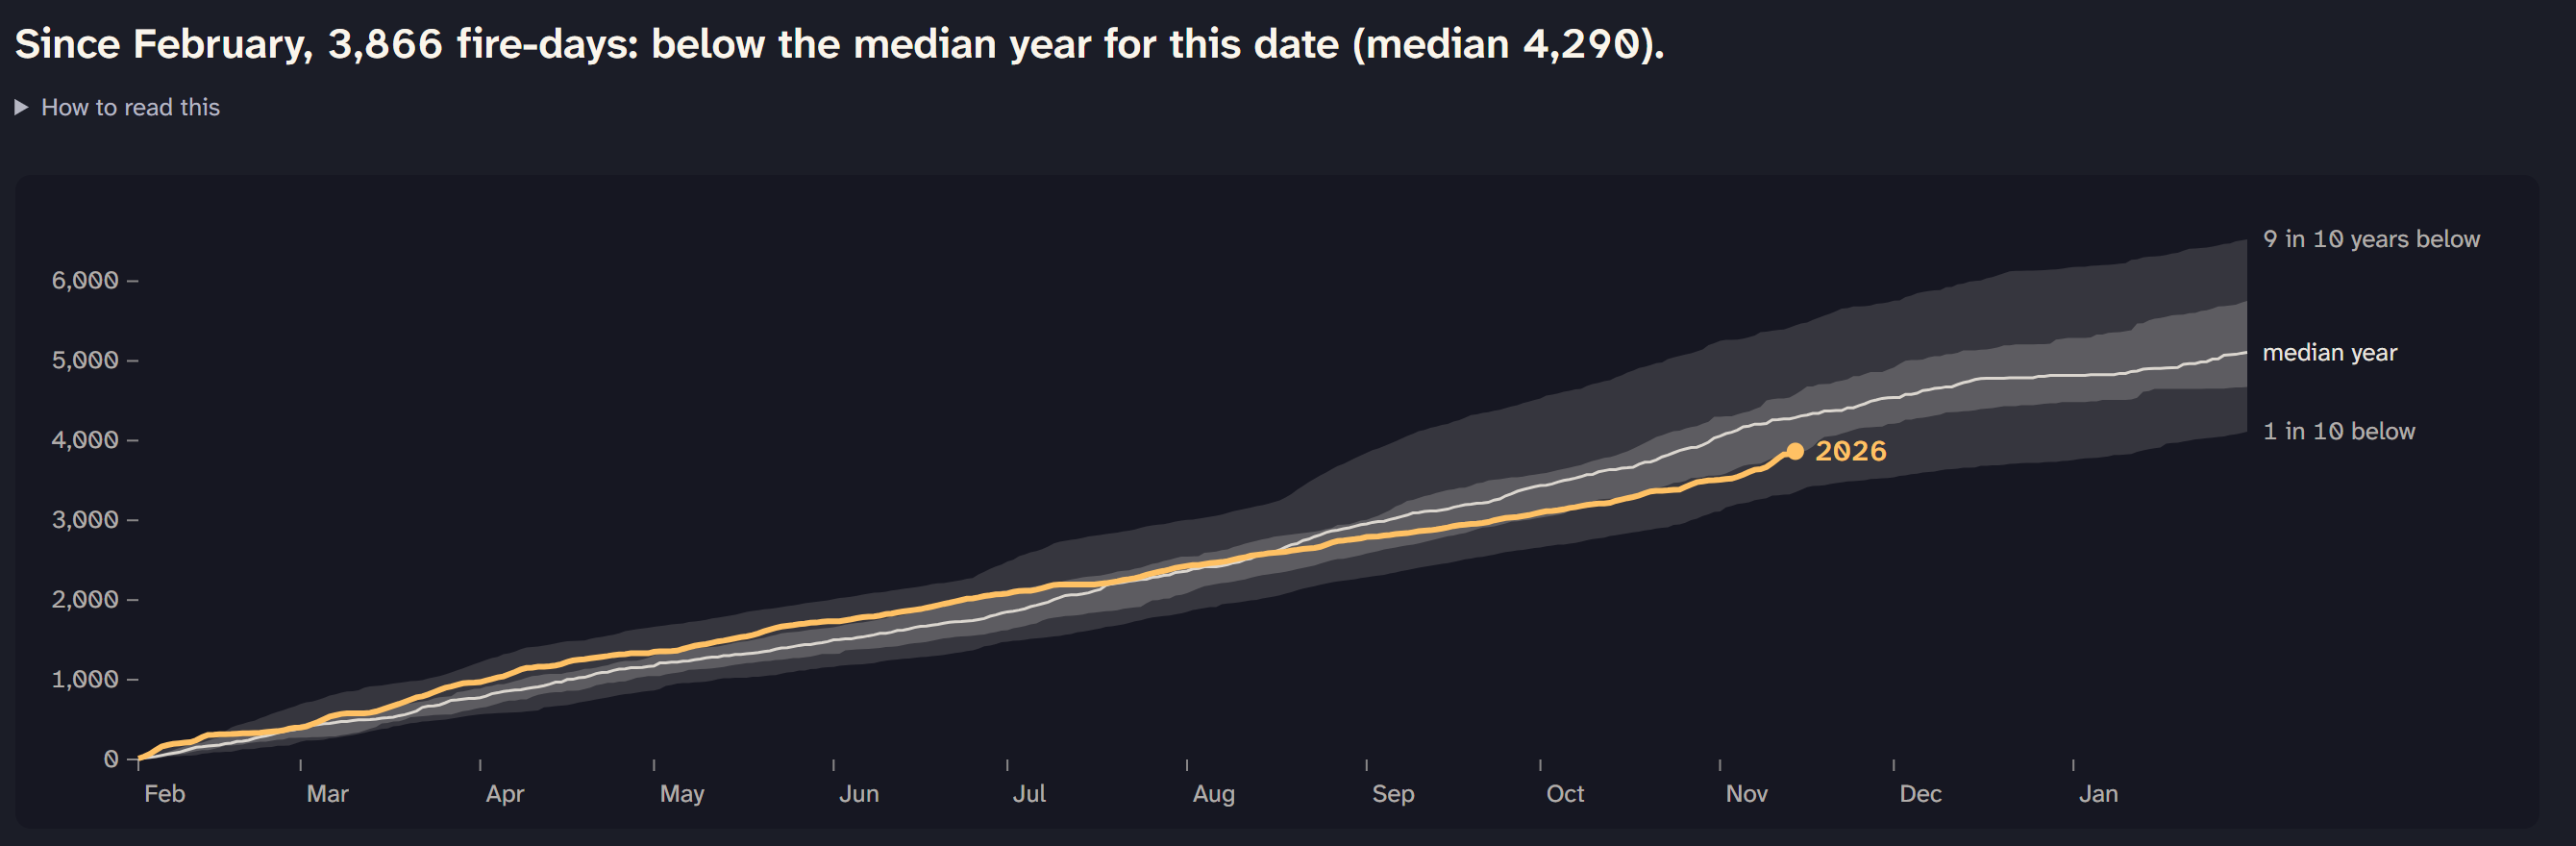 Since February, 3,866 fire-days: below the median year for this date (median 4,290).
▶ How to read this
9 in 10 years below
6,000
5,000
median year
4,000
1 in 10 below
2026
3,000
2,000
1,000
0
Feb Mar Apr May Jun Jul Aug Sep Oct Nov Dec Jan